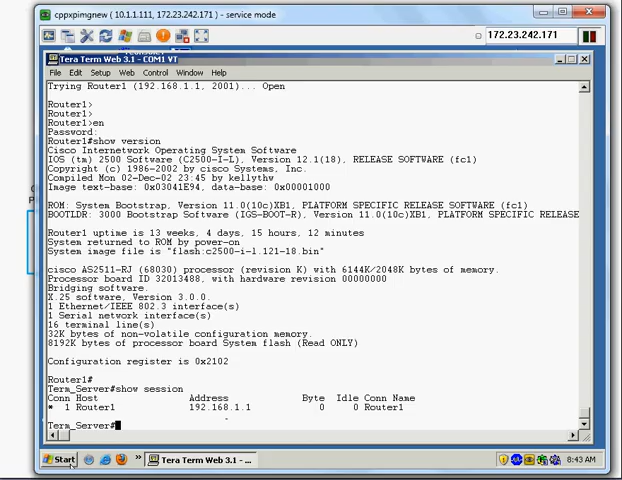 cppxpimgnew ( 10.1.1.111, 172.23.242.171 ) - service mode
172.23.242.171
Tera Term Web 3.1 - COM1 VT
File Edit Setup Web Control Window Help
Trying Router1 (192.168.1.1, 2001)... Open
Router1>
Router1>
Router1>en
Password:
Router1#show version
Cisco Internetwork Operating System Software
IOS (tm) 2500 Software (C2500-I-L), Version 12.1(18), RELEASE SOFTWARE (fc1)
Copyright (c) 1986-2002 by cisco Systems, Inc.
Compiled Mon 02-Dec-02 23:45 by kellythw
Image text-base: 0x03041E94, data-base: 0x00001000
ROM: System Bootstrap, Version 11.0(10c)XB1, PLATFORM SPECIFIC RELEASE SOFTWARE (fc1)
BOOTLDR: 3000 Bootstrap Software (IGS-BOOT-R), Version 11.0(10c)XB1, PLATFORM SPECIFIC RELEASE
Router1 uptime is 13 weeks, 4 days, 15 hours, 12 minutes
System returned to ROM by power-on
System image file is "flash:c2500-i-l.121-18.bin"
cisco AS2511-RJ (68030) processor (revision K) with 6144K/2048K bytes of memory.
Processor board ID 32013488, with hardware revision 00000000
Bridging software.
X.25 software, Version 3.0.0.
1 Ethernet/IEEE 802.3 interface(s)
1 Serial network interface(s)
16 terminal line(s)
32K bytes of non-volatile configuration memory.
8192K bytes of processor board System flash (Read ONLY)
Configuration register is 0x2102
Router1#
Term_Server#show session
Conn Host Address Byte Idle Conn Name
* 1 Router1 192.168.1.1 0 0 Router1
Term_Server#
Start
Tera Term Web 3.1 - ...
8:43 AM